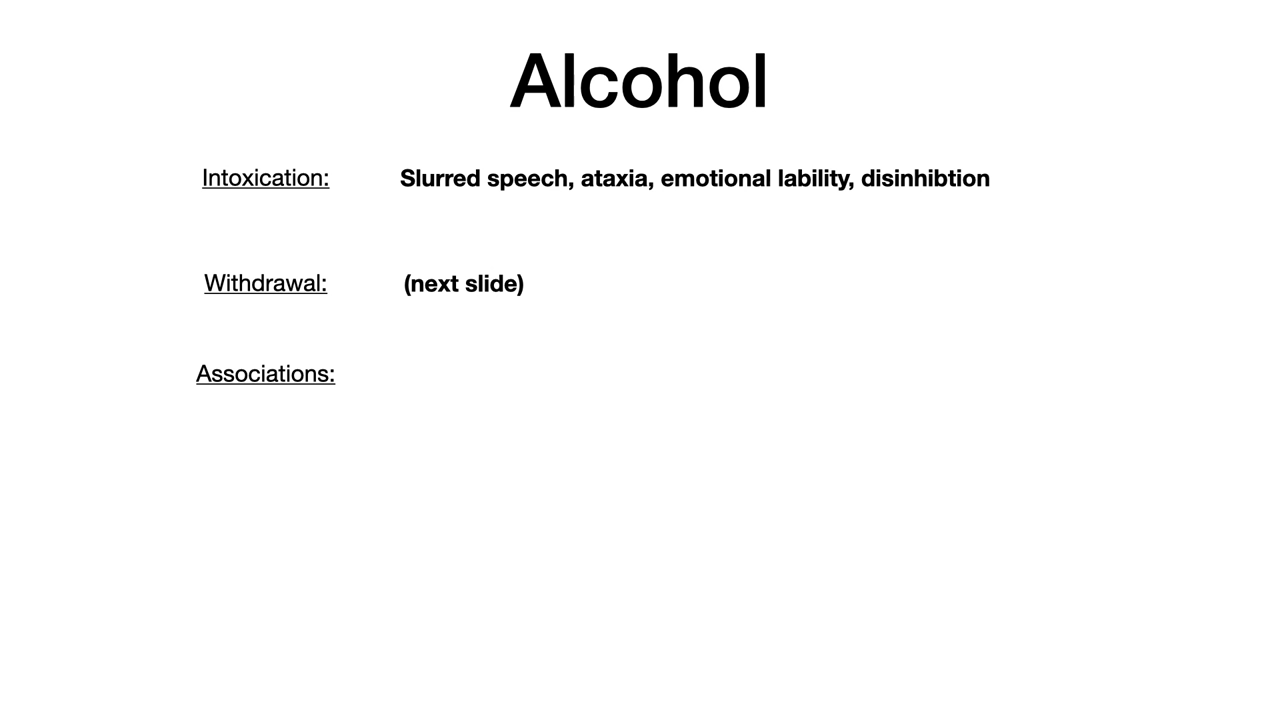 Alcohol
Intoxication: Slurred speech, ataxia, emotional lability, disinhibtion
Withdrawal: (next slide)
Associations: